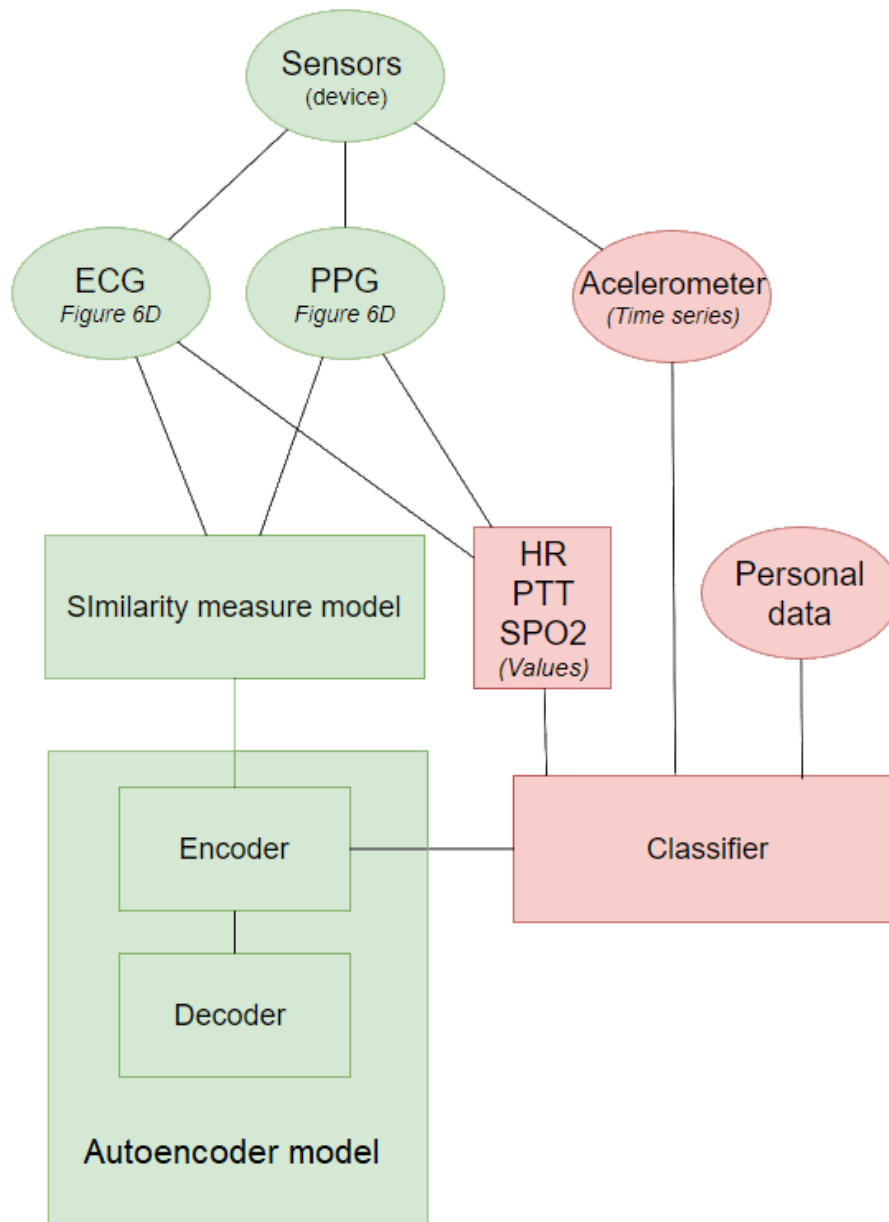 Sensors
(device)
ECG
Figure 6D
PPG
Figure 6D
Acelerometer
(Time series)
HR
PTT
SPO2
(Values)
Personal
data
SImilarity measure model
Encoder
Classifier
Decoder
Autoencoder model